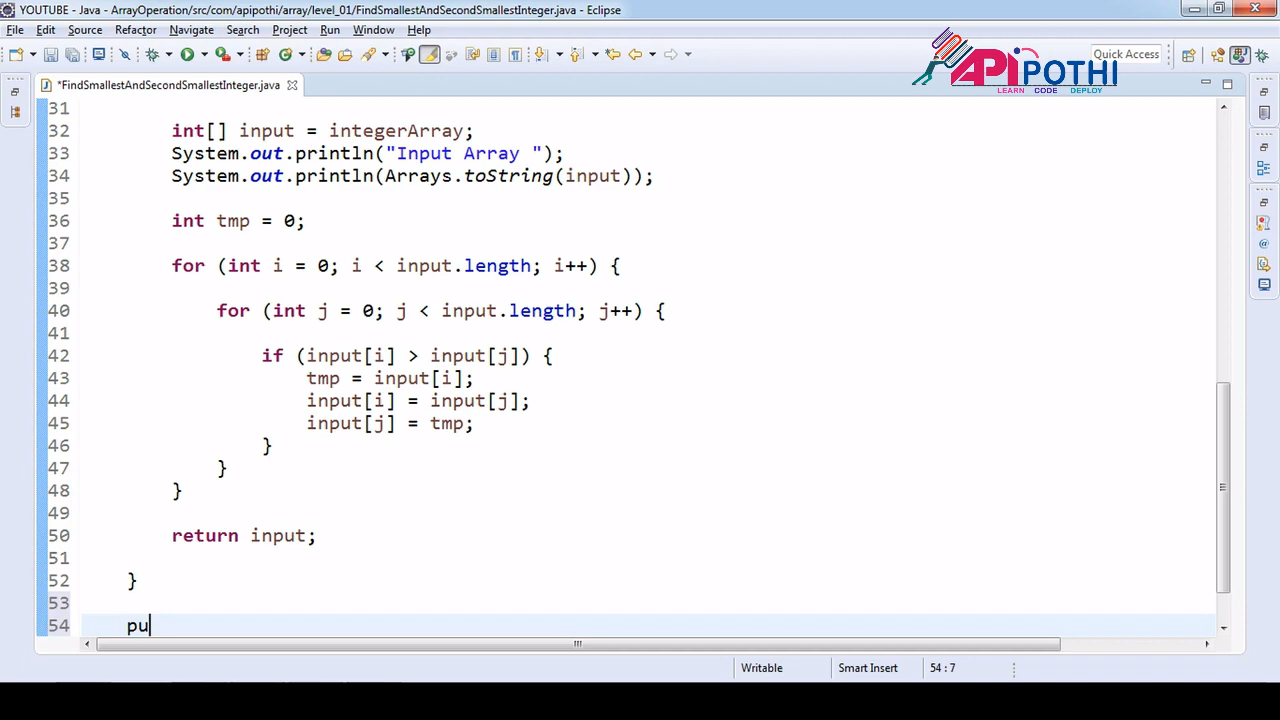 YOUTUBE - Java - ArrayOperation/src/com/apipothi/array/level_01/FindSmallestAndSecondSmallestInteger.java - Eclipse
File Edit Source Refactor Navigate Search Project Run Window Help
Quick Access
APIPOTHI
LEARN CODE DEPLOY
*FindSmallestAndSecondSmallestInteger.java
31
32 int[] input = integerArray;
33 System.out.println("Input Array ");
34 System.out.println(Arrays.toString(input));
35
36 int tmp = 0;
37
38 for (int i = 0; i < input.length; i++) {
39
40 for (int j = 0; j < input.length; j++) {
41
42 if (input[i] > input[j]) {
43 tmp = input[i];
44 input[i] = input[j];
45 input[j] = tmp;
46 }
47 }
48 }
49
50 return input;
51
52 }
53
54 pu
Writable Smart Insert 54 : 7